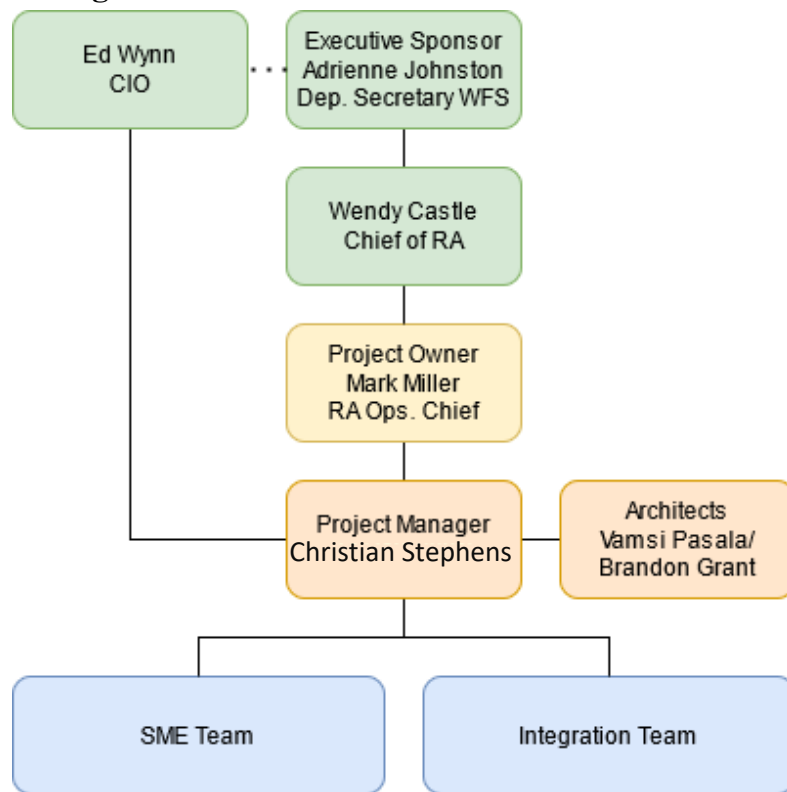 Ed Wynn
CIO
Executive Sponsor
Adrienne Johnston
Dep. Secretary WFS
Wendy Castle
Chief of RA
Project Owner
Mark Miller
RA Ops. Chief
Project Manager
Christian Stephens
Architects
Vamsi Pasala/
Brandon Grant
SME Team
Integration Team